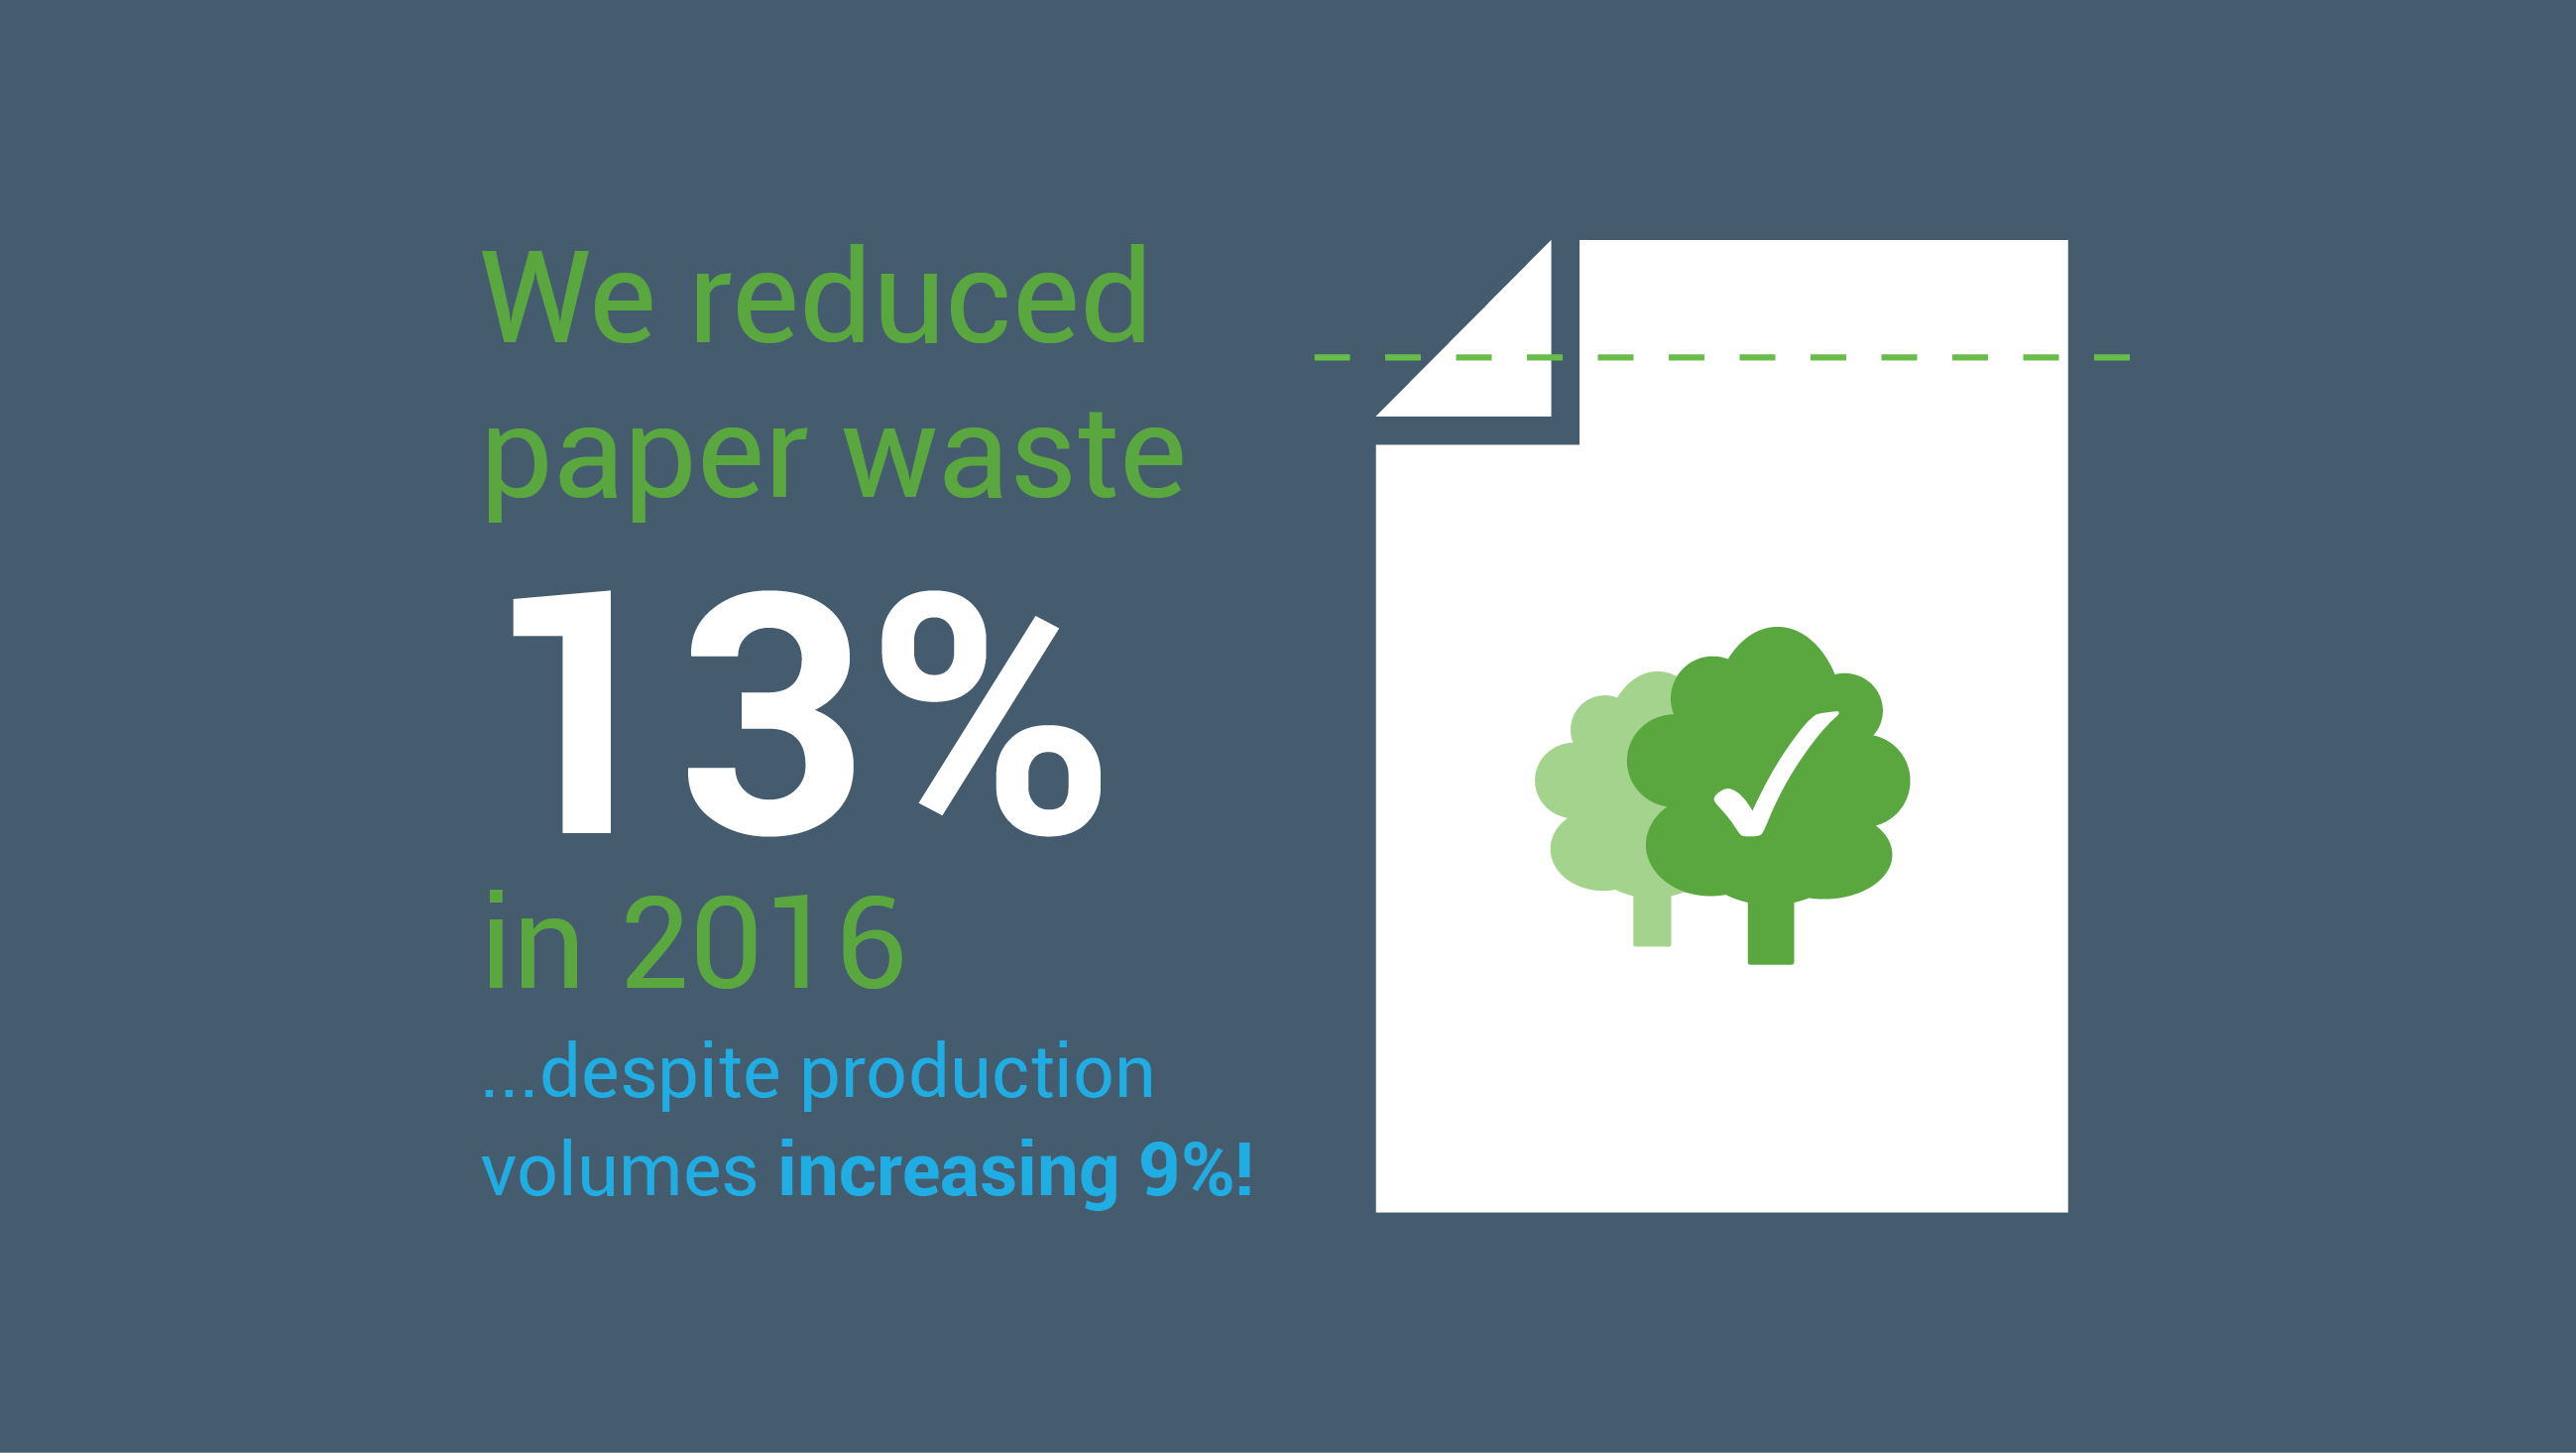 We reduced
paper waste
13%
in 2016
...despite production
volumes increasing 9%!